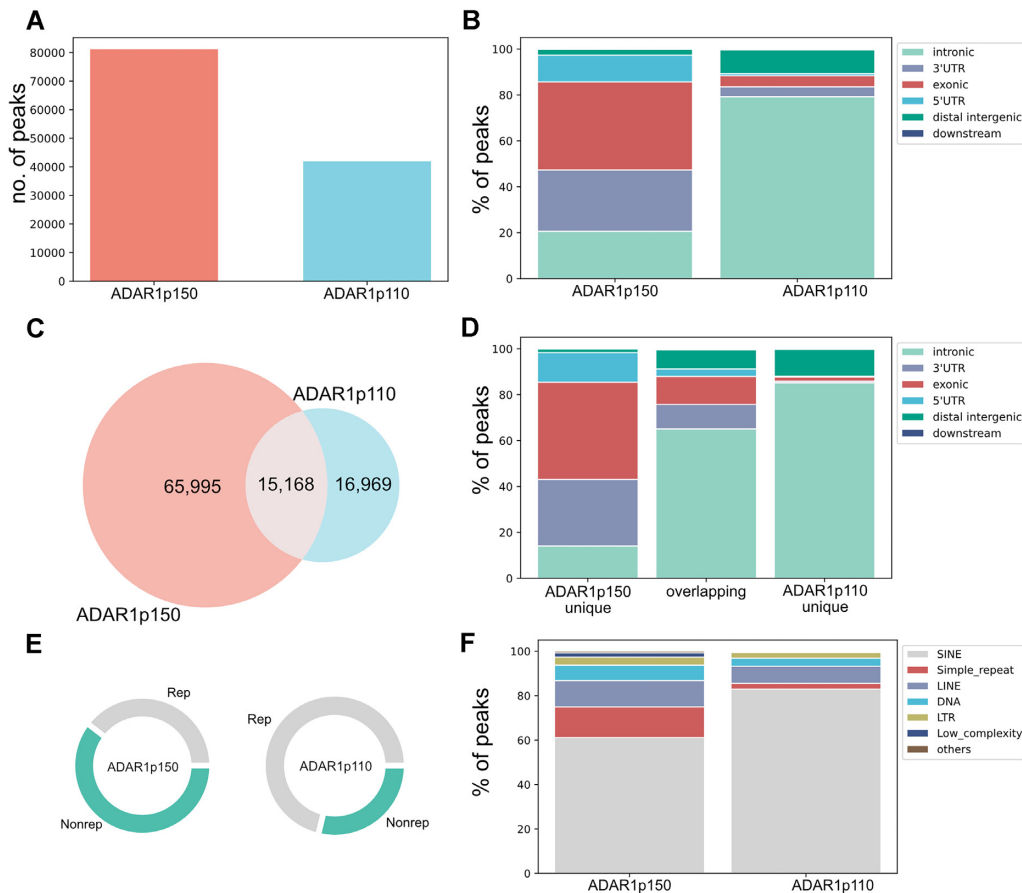 A
no. of peaks
80000
70000
60000
50000
40000
30000
20000
10000
0
ADAR1p150
ADAR1p110
B
% of peaks
100
80
60
40
20
0
ADAR1p150
ADAR1p110
intronic
3'UTR
exonic
5'UTR
distal intergenic
downstream
C
ADAR1p110
65,995
15,168
16,969
ADAR1p150
D
% of peaks
100
80
60
40
20
0
ADAR1p150
unique
overlapping
ADAR1p110
unique
intronic
3'UTR
exonic
5'UTR
distal intergenic
downstream
E
Rep
ADAR1p150
Nonrep
Rep
ADAR1p110
Nonrep
F
% of peaks
100
80
60
40
20
0
ADAR1p150
ADAR1p110
SINE
Simple_repeat
LINE
DNA
LTR
Low_complexity
others